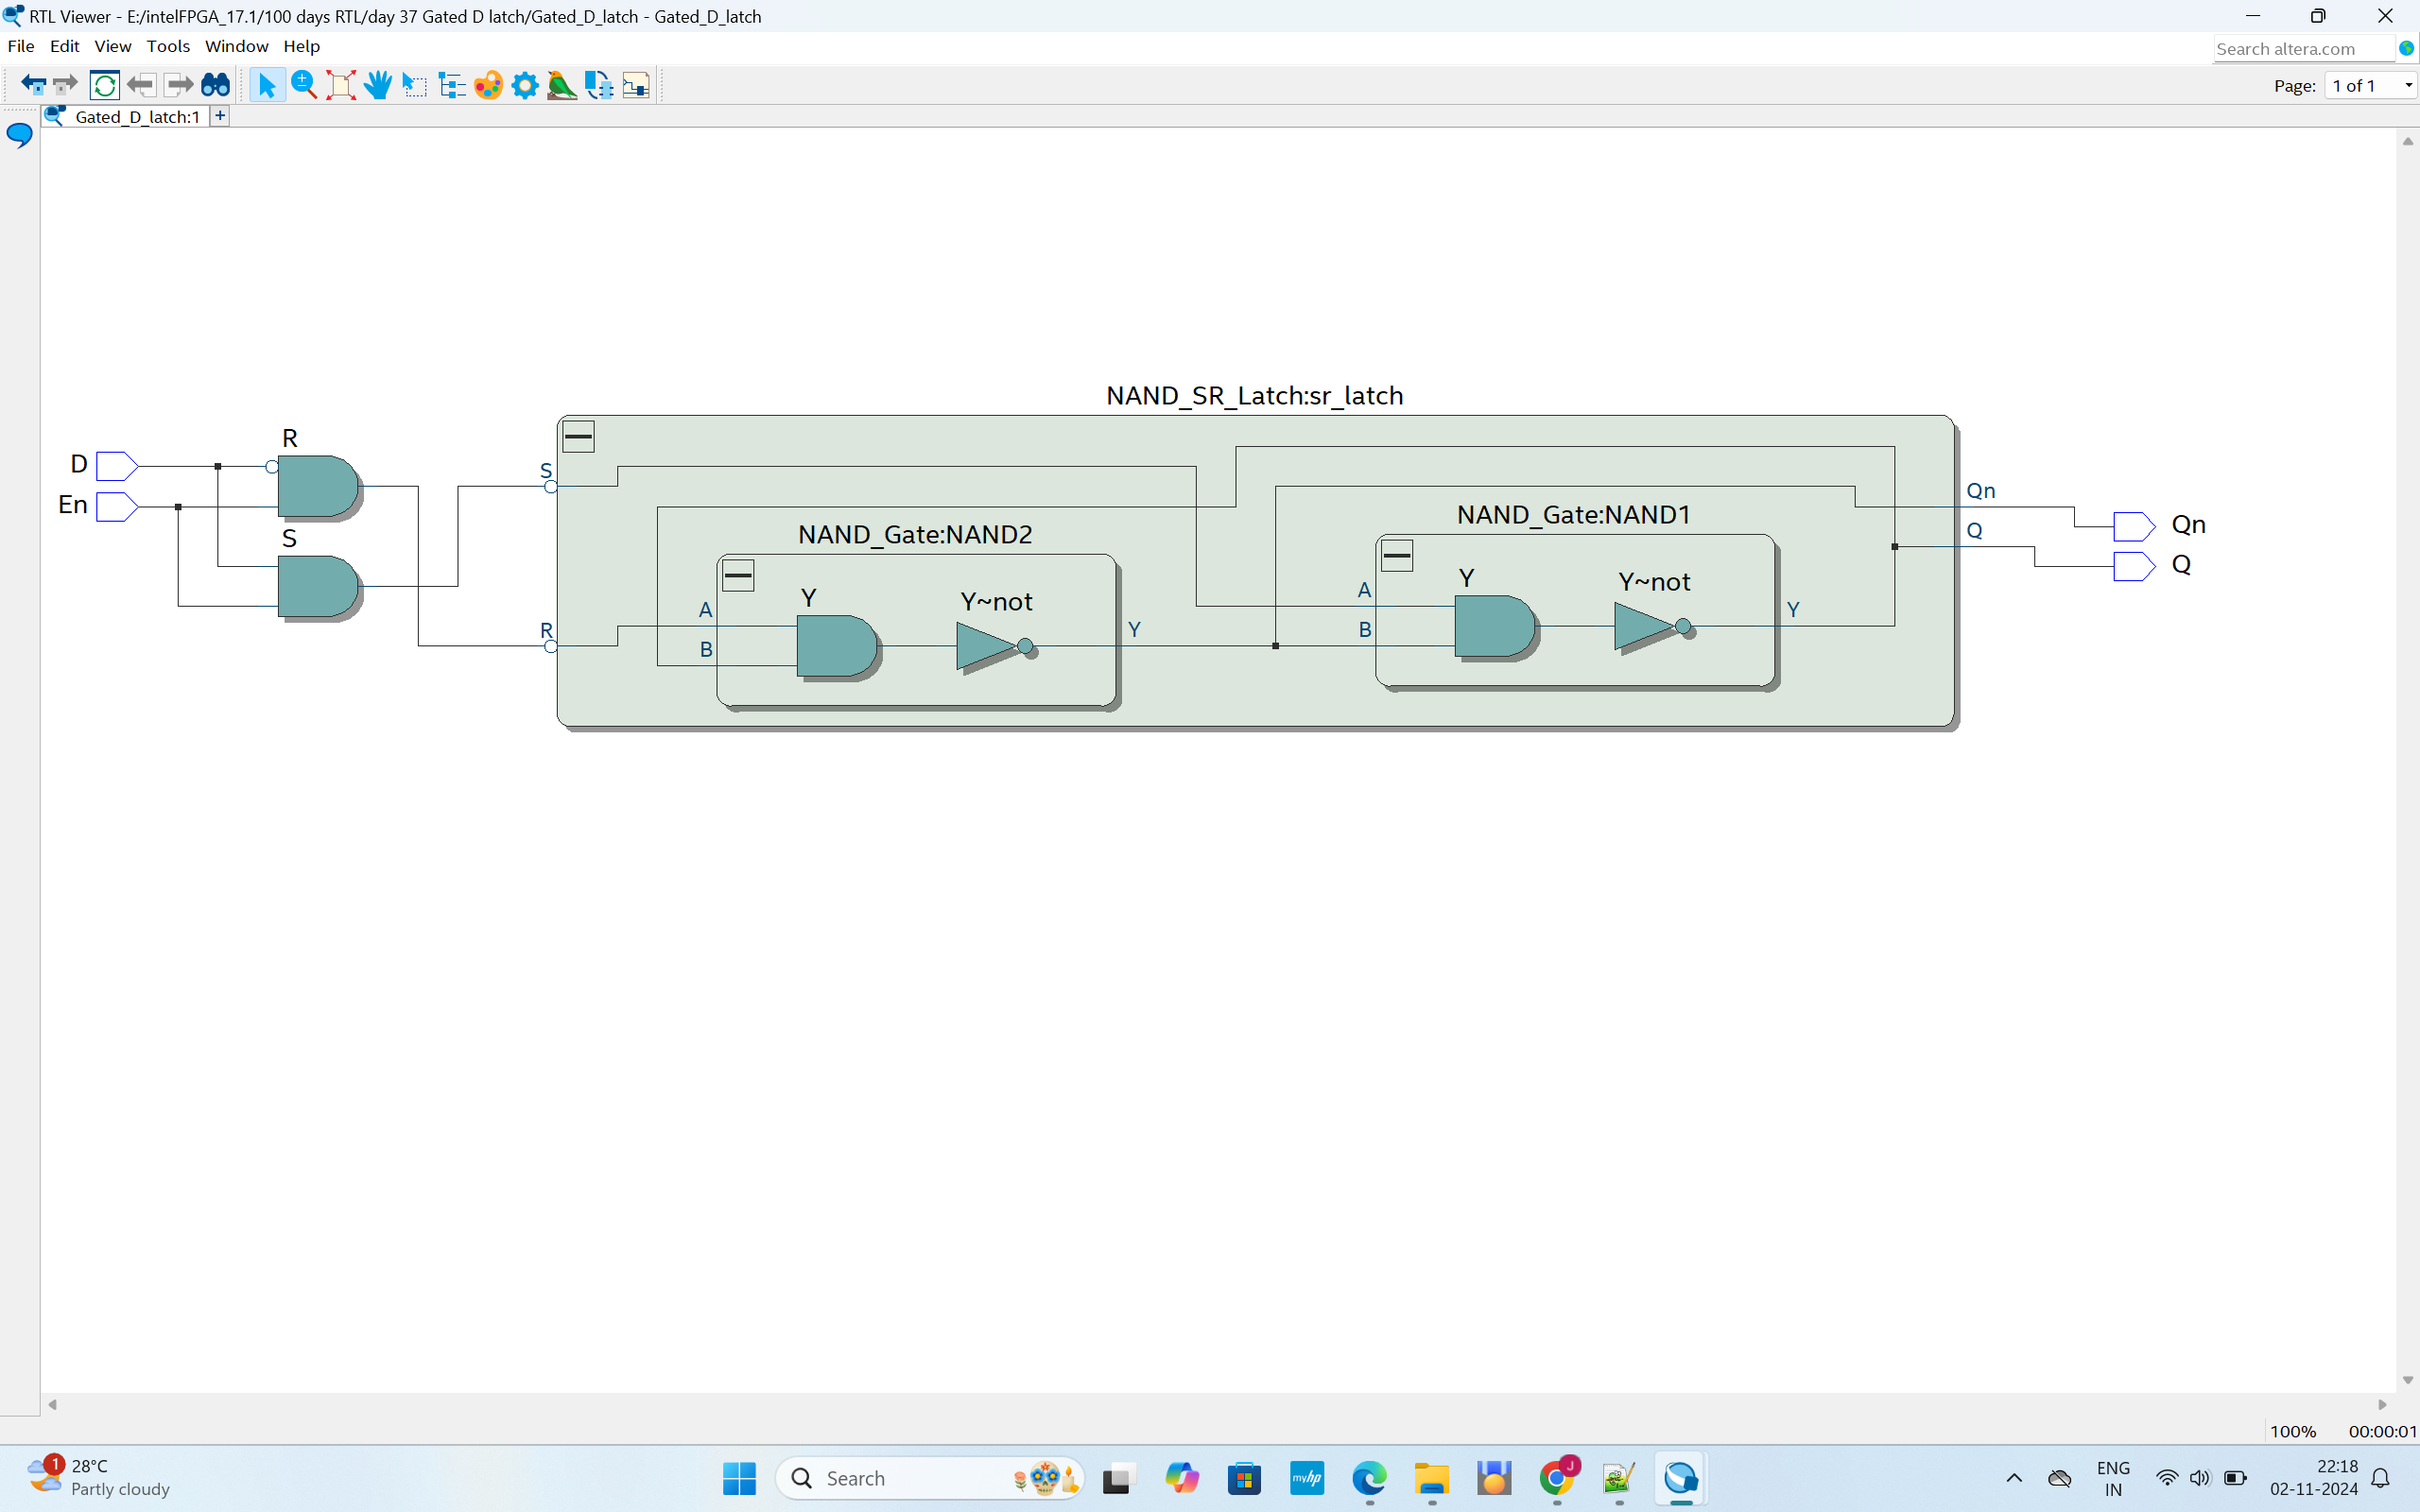 RTL Viewer - E:/intelFPGA_17.1/100 days RTL/day 37 Gated D latch/Gated_D_latch - Gated_D_latch
File Edit View Tools Window Help
Search altera.com
Page: 1 of 1
Gated_D_latch:1 +
NAND_SR_Latch:sr_latch
R
D
S
Qn
En
NAND_Gate:NAND1
Qn
NAND_Gate:NAND2
Q
S
Q
Y
Y~not
A
Y
Y~not
A
Y
R
Y
B
B
100% 00:00:01
1
28°C
Partly cloudy
Search
myhp
J
ENG
IN
22:18
02-11-2024